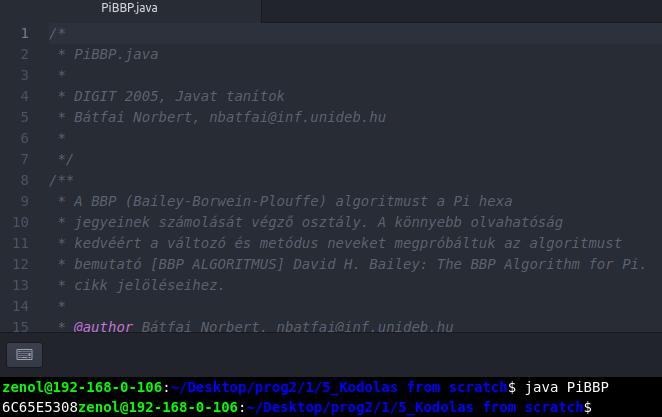 PiBBP.java
1 /*
2  * PiBBP.java
3  *
4  * DIGIT 2005, Javat tanítok
5  * Bátfai Norbert, nbatfai@inf.unideb.hu
6  *
7  */
8 /**
9  * A BBP (Bailey-Borwein-Plouffe) algoritmust a Pi hexa
10  * jegyeinek számolását végző osztály. A könnyebb olvahatóság
11  * kedvéért a változó és metódus neveket megpróbáltuk az algoritmust
12  * bemutató [BBP ALGORITMUS] David H. Bailey: The BBP Algorithm for Pi.
13  * cikk jelöléseihez.
14  *
15  * @author Bátfai Norbert, nbatfai@inf.unideb.hu
zenol@192-168-0-106:~/Desktop/prog2/1/5_Kodolas from scratch$ java PiBBP
6C65E5308zenol@192-168-0-106:~/Desktop/prog2/1/5_Kodolas from scratch$